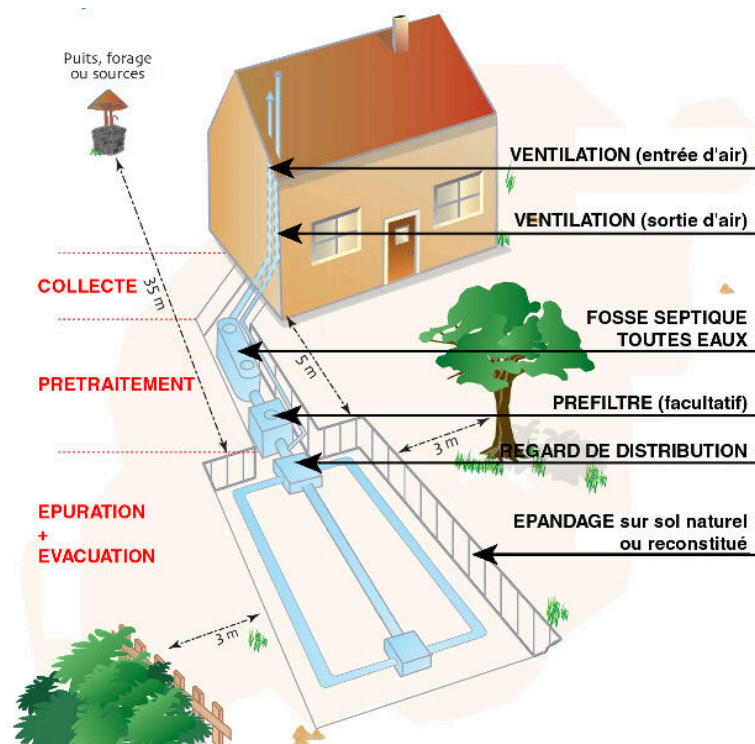 Puits, forage
ou sources
VENTILATION (entrée d'air)
VENTILATION (sortie d'air)
COLLECTE
35 m
FOSSE SEPTIQUE
TOUTES EAUX
5 m
PRETRAITEMENT
PREFILTRE (facultatif)
3 m
REGARD DE DISTRIBUTION
EPURATION
+
EVACUATION
EPANDAGE sur sol naturel
ou reconstitué
3 m